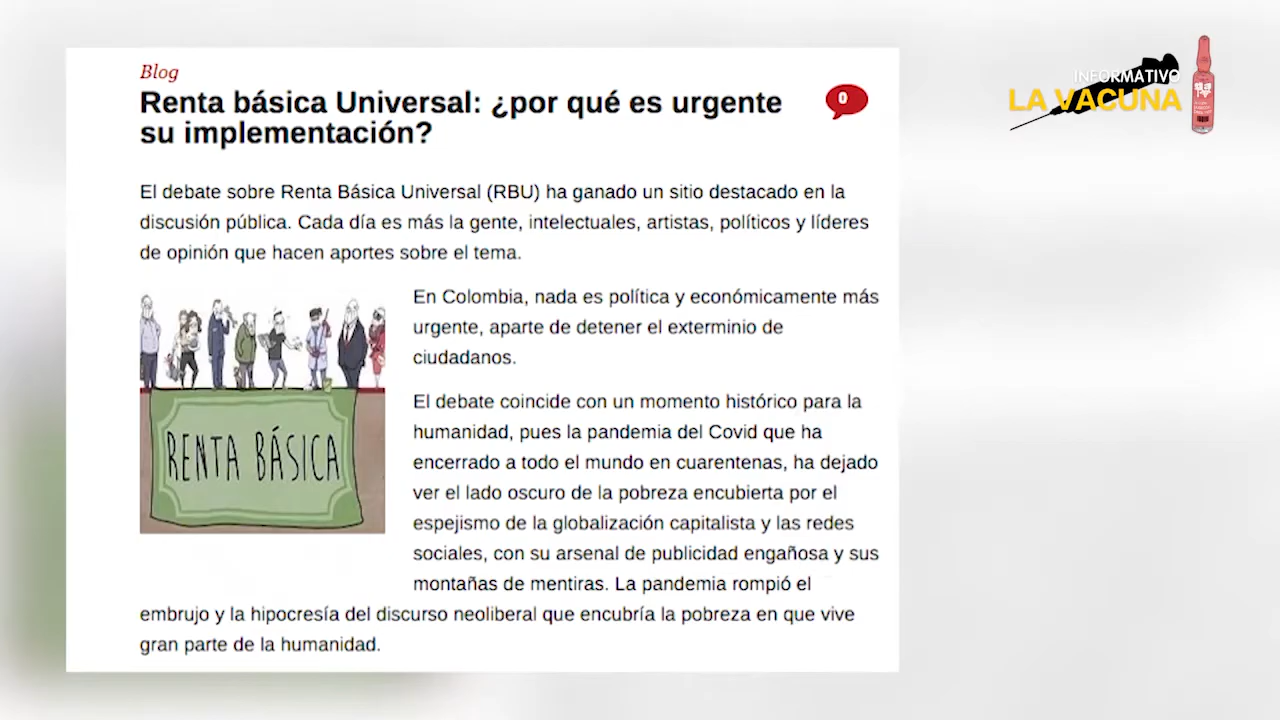 Blog
Renta básica Universal: ¿por qué es urgente
su implementación?
0
INFORMATIVO
LA VACUNA
El debate sobre Renta Básica Universal (RBU) ha ganado un sitio destacado en la
discusión pública. Cada día es más la gente, intelectuales, artistas, políticos y líderes
de opinión que hacen aportes sobre el tema.
En Colombia, nada es política y económicamente más
urgente, aparte de detener el exterminio de
ciudadanos.
El debate coincide con un momento histórico para la
humanidad, pues la pandemia del Covid que ha
encerrado a todo el mundo en cuarentenas, ha dejado
ver el lado oscuro de la pobreza encubierta por el
espejismo de la globalización capitalista y las redes
sociales, con su arsenal de publicidad engañosa y sus
montañas de mentiras. La pandemia rompió el
embrujo y la hipocresía del discurso neoliberal que encubría la pobreza en que vive
gran parte de la humanidad.
RENTA BÁSICA